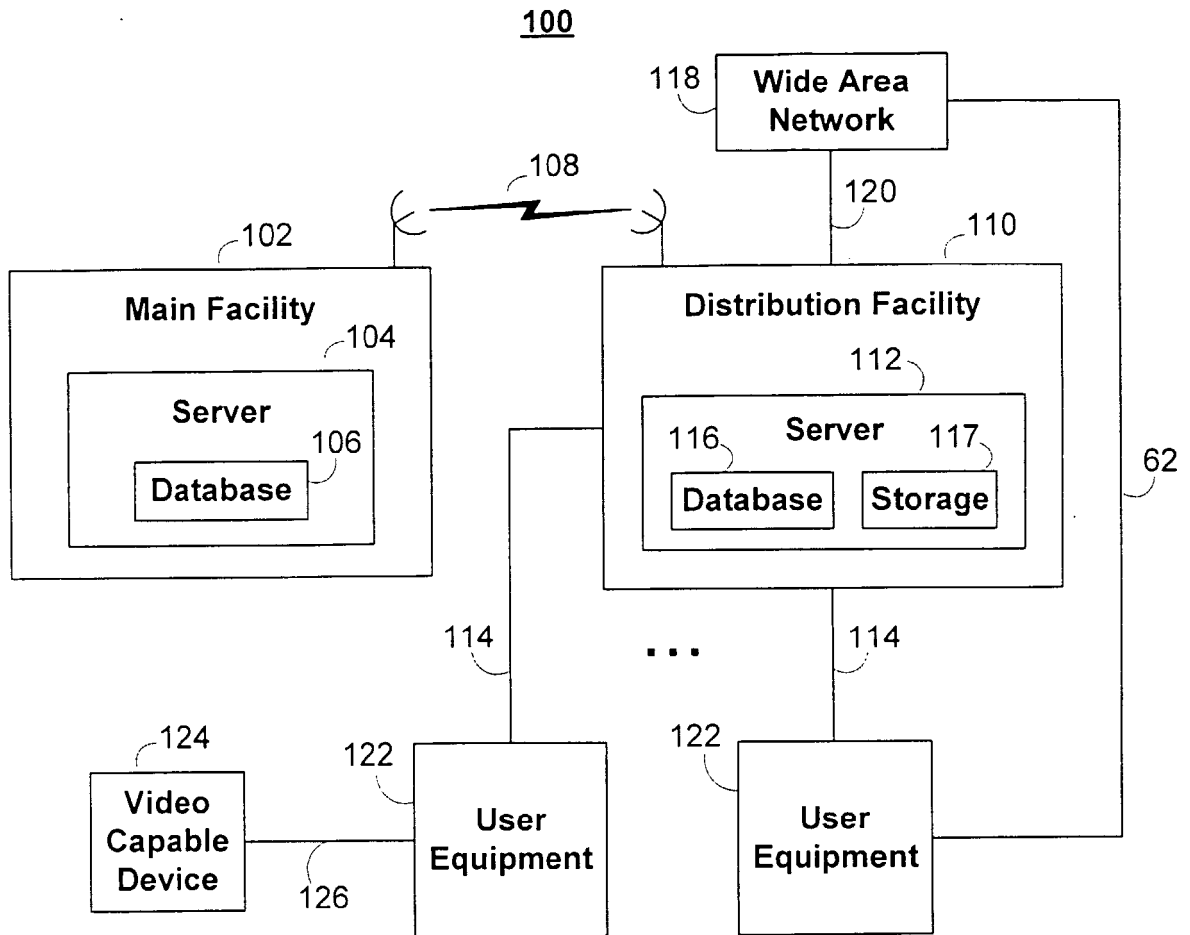 100
118
Wide Area
Network
108
120
102
110
Main Facility
Distribution Facility
104
112
Server
Server
106
116
117
62
Database
Database
Storage
114
...
114
124
122
122
Video
Capable
Device
User
Equipment
User
Equipment
126